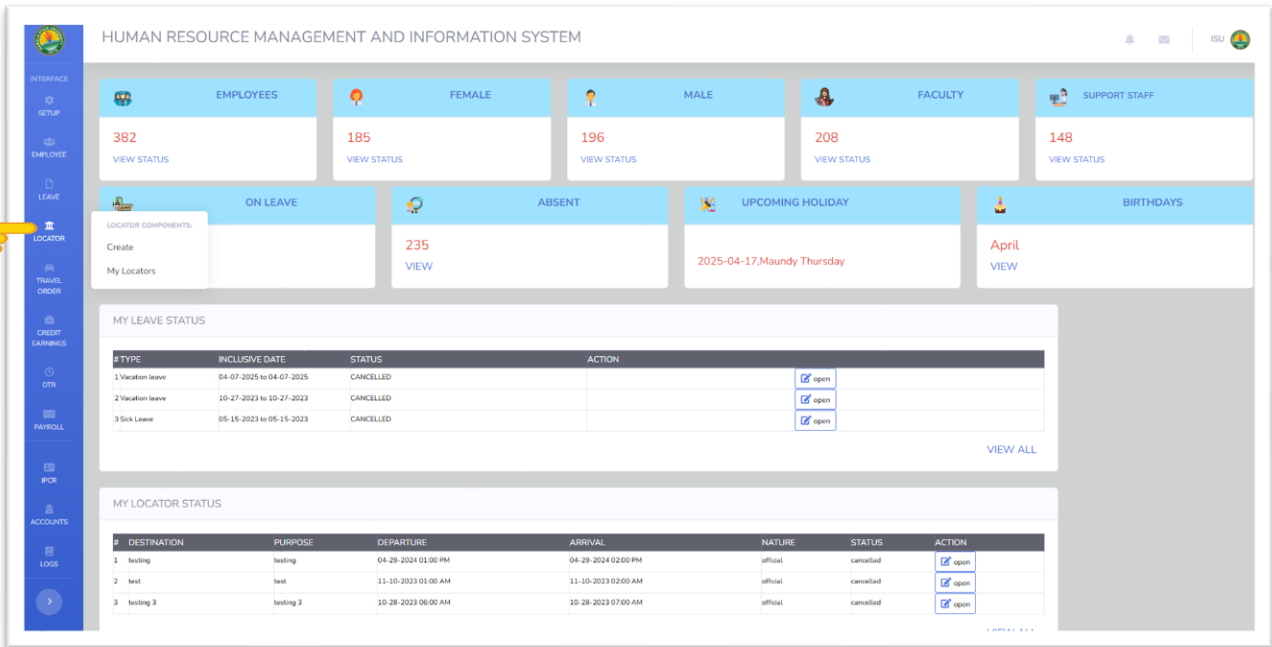 HUMAN RESOURCE MANAGEMENT AND INFORMATION SYSTEM
ISU
INTERFACE
SETUP
EMPLOYEE
LEAVE
LOCATOR
TRAVEL
ORDER
CREDIT
EARNINGS
DTR
PAYROLL
IPCR
ACCOUNTS
LOGS
EMPLOYEES FEMALE MALE FACULTY SUPPORT STAFF
382 185 196 208 148
VIEW STATUS VIEW STATUS VIEW STATUS VIEW STATUS VIEW STATUS
ON LEAVE ABSENT UPCOMING HOLIDAY BIRTHDAYS
LOCATOR COMPONENTS:
Create
My Locators
235 April
VIEW 2025-04-17,Maundy Thursday VIEW
MY LEAVE STATUS
# TYPE INCLUSIVE DATE STATUS ACTION
1 Vacation leave 04-07-2025 to 04-07-2025 CANCELLED open
2 Vacation leave 10-27-2023 to 10-27-2023 CANCELLED open
3 Sick Leave 05-15-2023 to 05-15-2023 CANCELLED open
VIEW ALL
MY LOCATOR STATUS
# DESTINATION PURPOSE DEPARTURE ARRIVAL NATURE STATUS ACTION
1 testing testing 04-29-2024 01:00 PM 04-29-2024 02:00 PM official cancelled open
2 test test 11-10-2023 01:00 AM 11-10-2023 02:00 AM official cancelled open
3 testing 3 testing 3 10-28-2023 06:00 AM 10-28-2023 07:00 AM official cancelled open